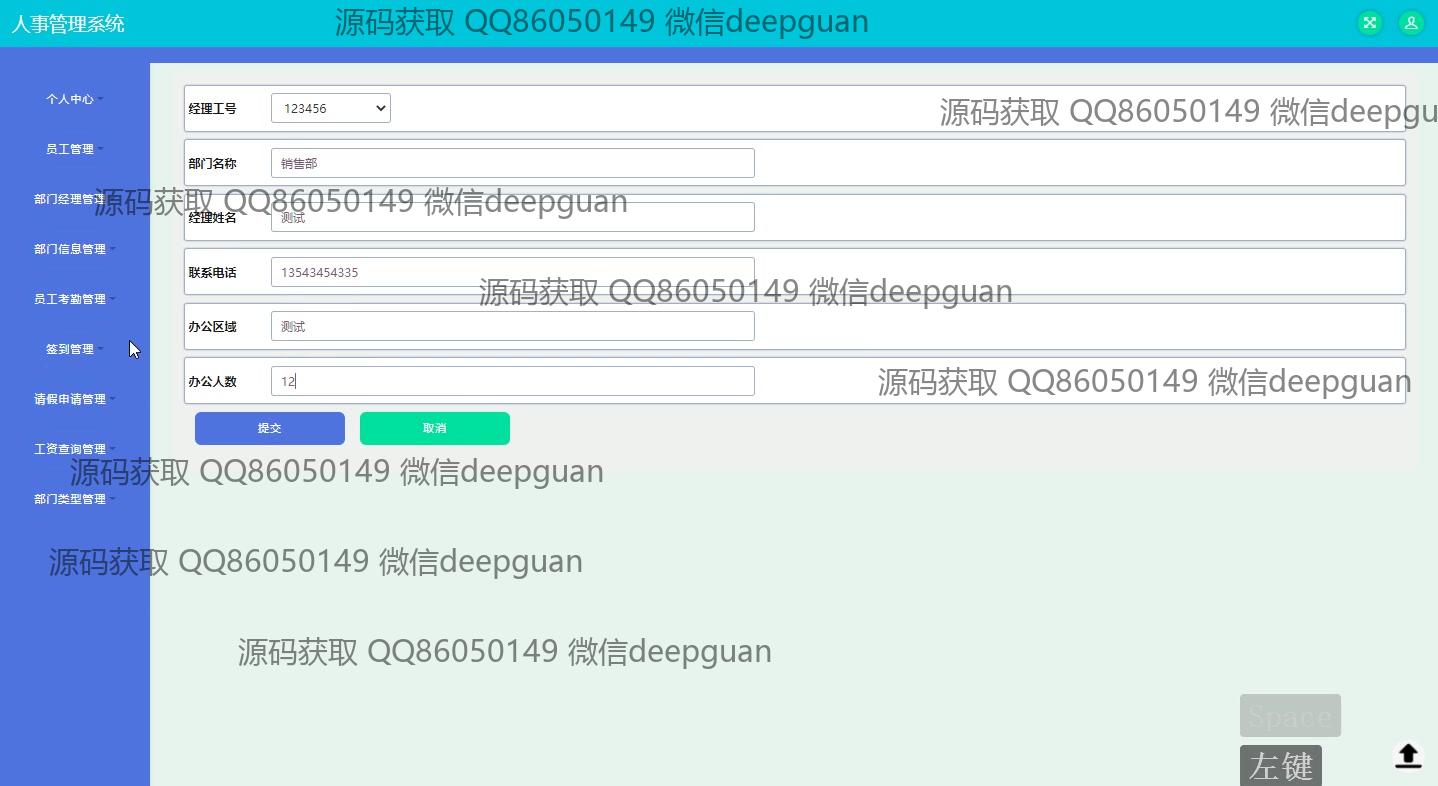 人事管理系统
源码获取 QQ86050149 微信deepguan
个人中心
员工管理
部门经理管理
部门信息管理
员工考勤管理
签到管理
请假申请管理
工资查询管理
部门类型管理
经理工号 123456
源码获取 QQ86050149 微信deepgu
部门名称 销售部
源码获取 QQ86050149 微信deepguan
经理姓名 测试
联系电话 13543454335
源码获取 QQ86050149 微信deepguan
办公区域 测试
办公人数 12
源码获取 QQ86050149 微信deepguan
提交 取消
源码获取 QQ86050149 微信deepguan
源码获取 QQ86050149 微信deepguan
源码获取 QQ86050149 微信deepguan
Space
左键